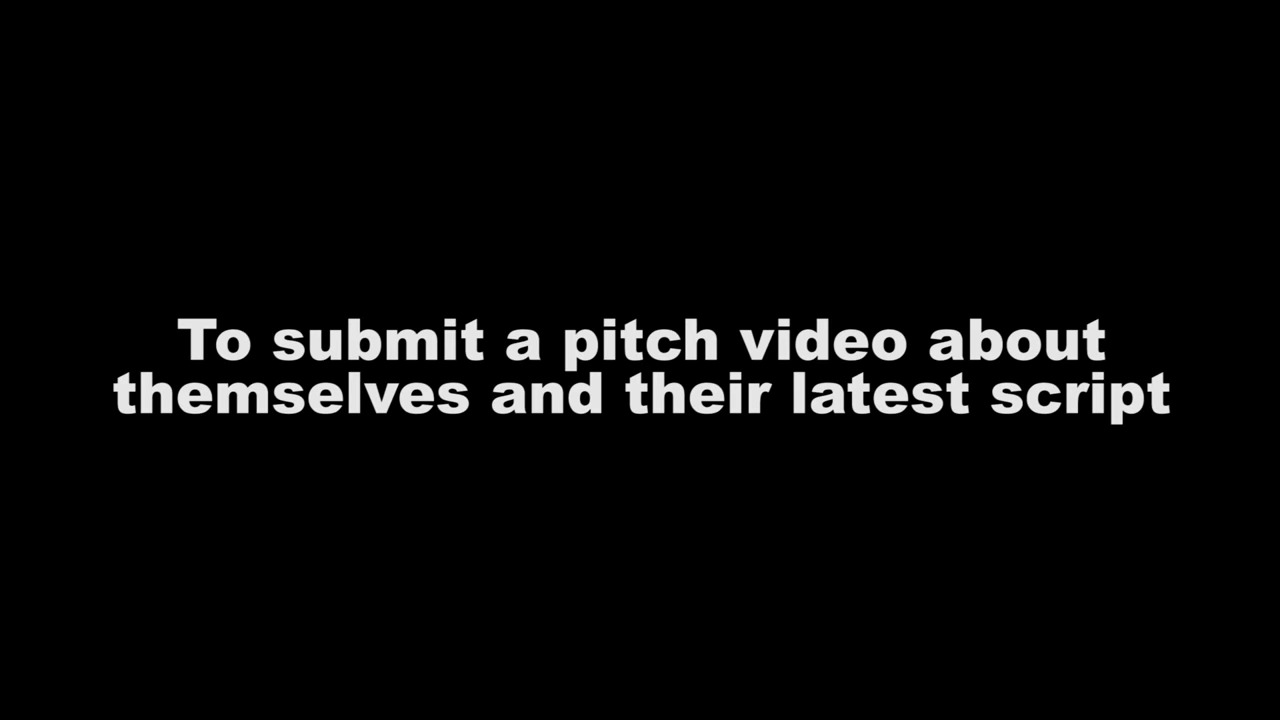 To submit a pitch video about
themselves and their latest script